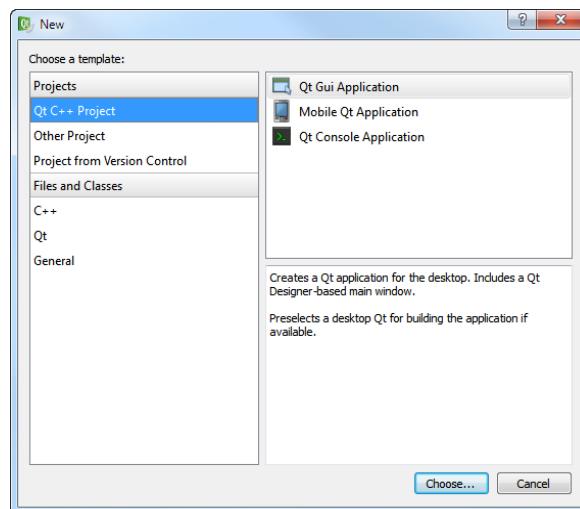 New
Choose a template:
Projects
Qt C++ Project
Other Project
Project from Version Control
Files and Classes
C++
Qt
General
Qt Gui Application
Mobile Qt Application
Qt Console Application
Creates a Qt application for the desktop. Includes a Qt
Designer-based main window.
Preselects a desktop Qt for building the application if
available.
Choose...
Cancel